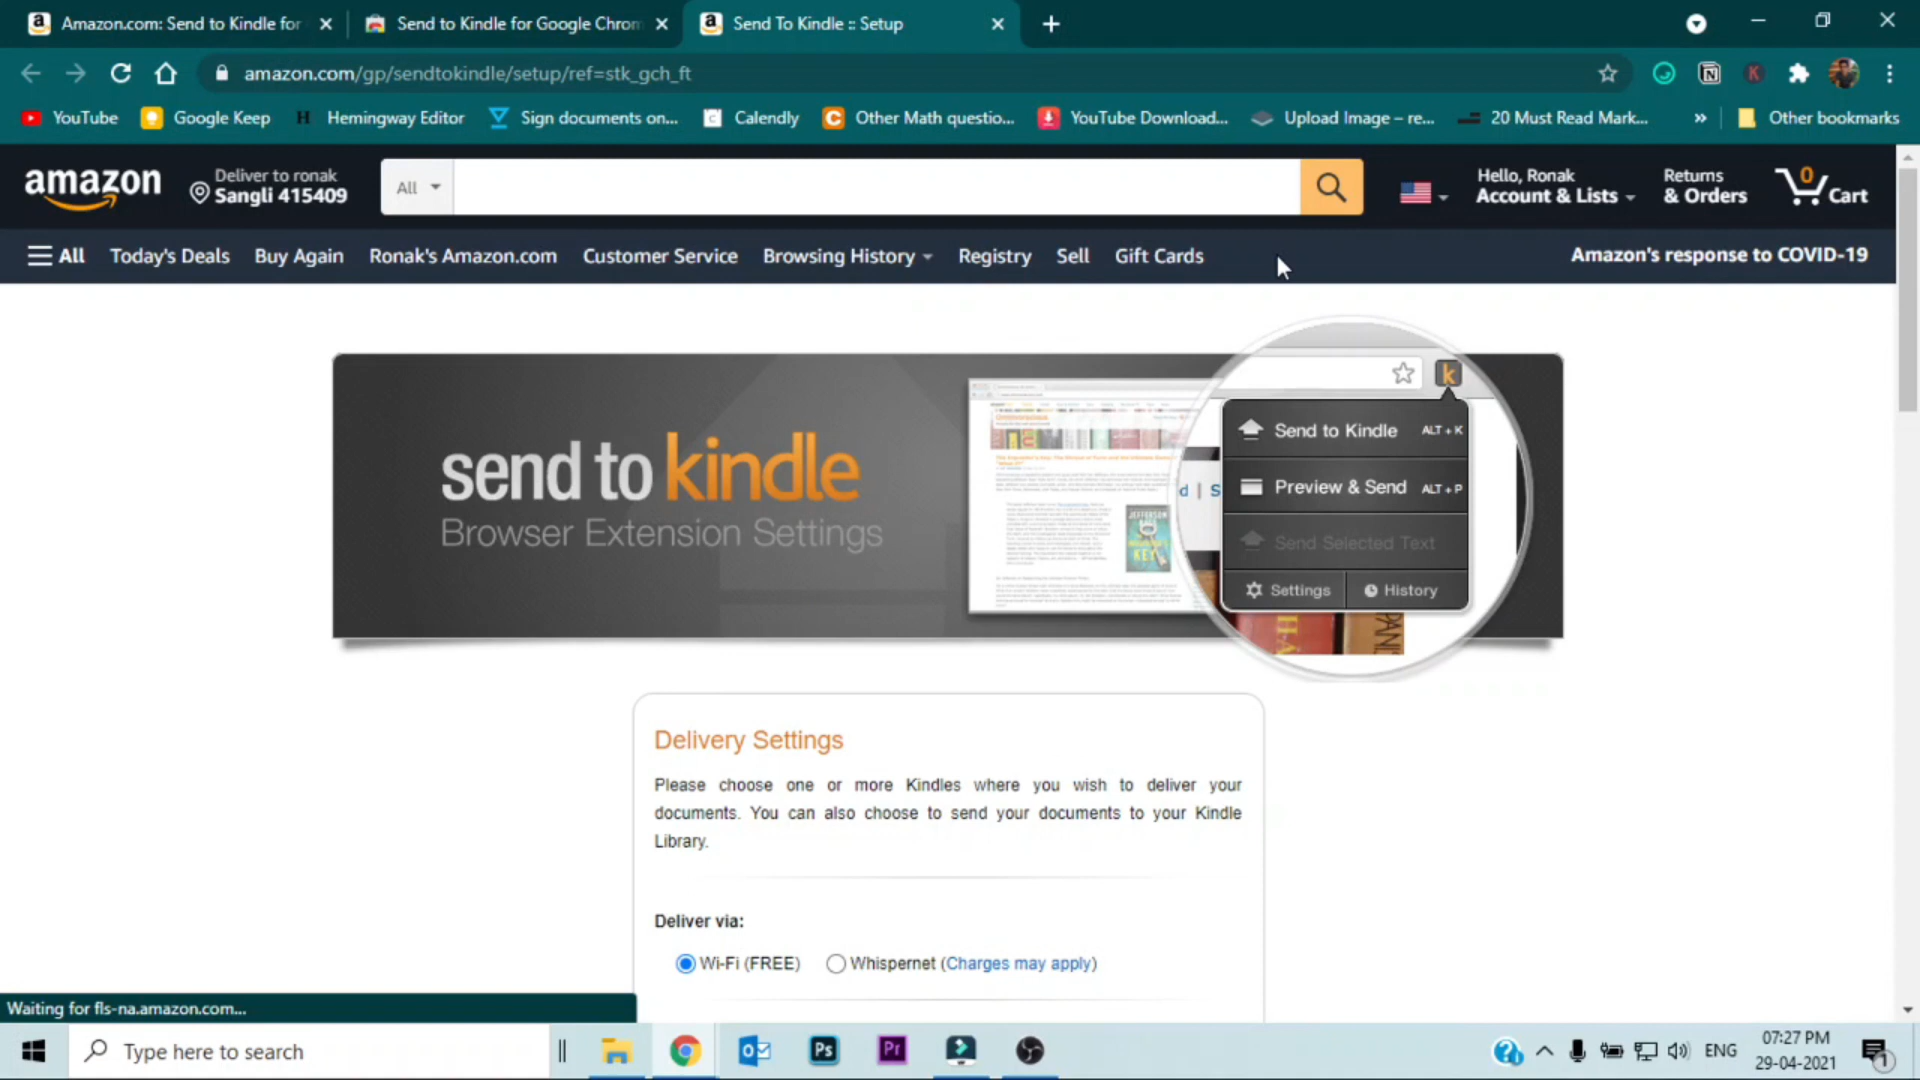 Amazon.com: Send to Kindle for
Send to Kindle for Google Chrom
Send To Kindle :: Setup
amazon.com/gp/sendtokindle/setup/ref=stk_gch_ft
YouTube
Google Keep
Hemingway Editor
Sign documents on...
Calendly
Other Math questio...
YouTube Download...
Upload Image – re...
20 Must Read Mark...
»
Other bookmarks
amazon
Deliver to ronak
Sangli 415409
All
Hello, Ronak
Account & Lists
Returns
& Orders
0
Cart
All
Today's Deals
Buy Again
Ronak's Amazon.com
Customer Service
Browsing History
Registry
Sell
Gift Cards
Amazon's response to COVID-19
send to kindle
Browser Extension Settings
k
Send to Kindle ALT + K
Preview & Send ALT + P
Send Selected Text
Settings
History
d | S
JEFFERSON
KEY
Delivery Settings
Please choose one or more Kindles where you wish to deliver your
documents. You can also choose to send your documents to your Kindle
Library.
Deliver via:
Wi-Fi (FREE)
Whispernet (Charges may apply)
Waiting for fls-na.amazon.com...
Type here to search
Ps
Pr
ENG
07:27 PM
29-04-2021
1